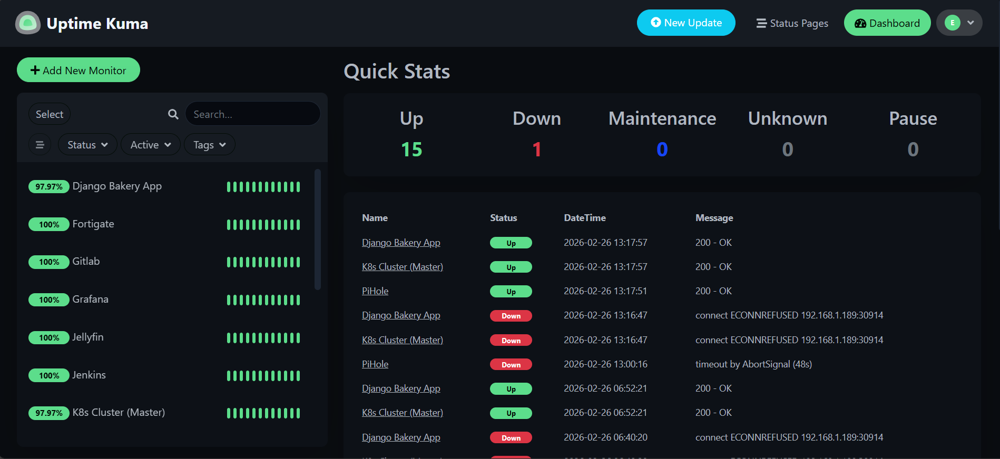 Uptime Kuma
New Update
Status Pages
Dashboard
E
Add New Monitor
Select
Search...
Status
Active
Tags
97.97% Django Bakery App
100% Fortigate
100% Gitlab
100% Grafana
100% Jellyfin
100% Jenkins
97.97% K8s Cluster (Master)
Quick Stats
Up Down Maintenance Unknown Pause
15 1 0 0 0
Name Status DateTime Message
Django Bakery App Up 2026-02-26 13:17:57 200 - OK
K8s Cluster (Master) Up 2026-02-26 13:17:57 200 - OK
PiHole Up 2026-02-26 13:17:51 200 - OK
Django Bakery App Down 2026-02-26 13:16:47 connect ECONNREFUSED 192.168.1.189:30914
K8s Cluster (Master) Down 2026-02-26 13:16:47 connect ECONNREFUSED 192.168.1.189:30914
PiHole Down 2026-02-26 13:00:16 timeout by AbortSignal (48s)
Django Bakery App Up 2026-02-26 06:52:21 200 - OK
K8s Cluster (Master) Up 2026-02-26 06:52:21 200 - OK
Django Bakery App Down 2026-02-26 06:40:20 connect ECONNREFUSED 192.168.1.189:30914